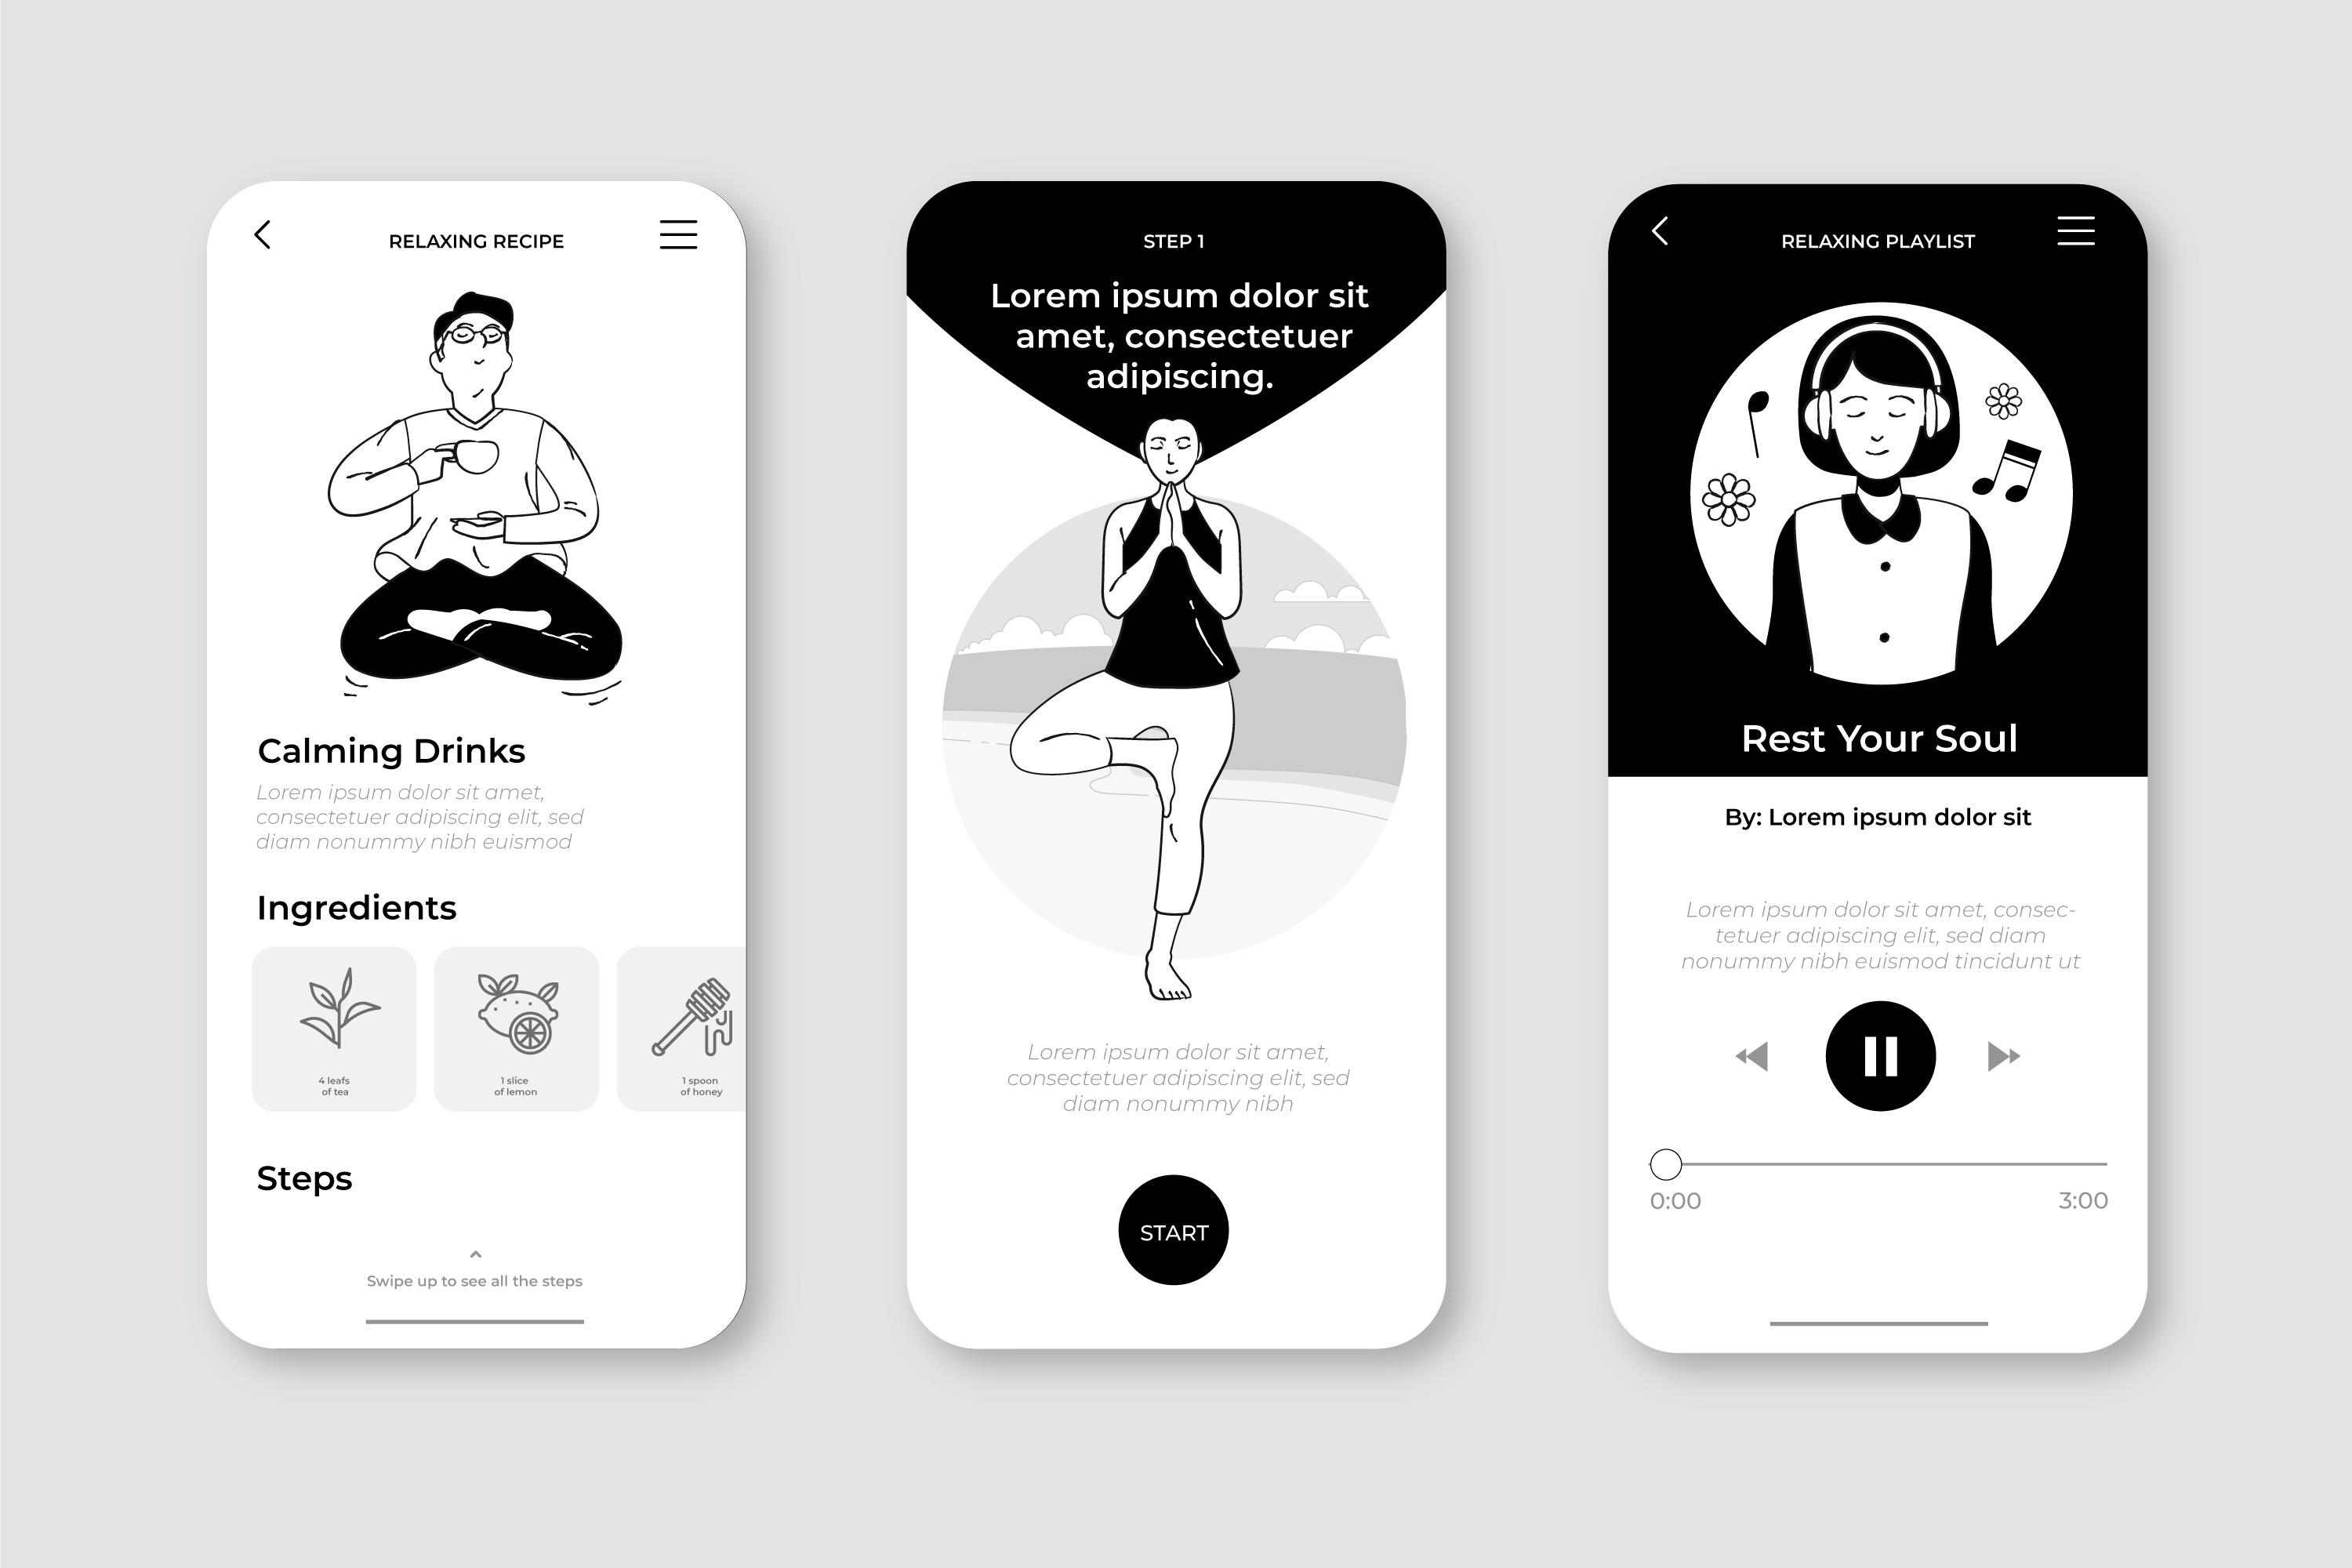 RELAXING RECIPE
Calming Drinks
Lorem ipsum dolor sit amet,
consectetuer adipiscing elit, sed
diam nonummy nibh euismod
Ingredients
4 leafs
of tea
1 slice
of lemon
1 spoon
of honey
Steps
Swipe up to see all the steps
STEP 1
Lorem ipsum dolor sit
amet, consectetuer
adipiscing.
Lorem ipsum dolor sit amet,
consectetuer adipiscing elit, sed
diam nonummy nibh
START
RELAXING PLAYLIST
Rest Your Soul
By: Lorem ipsum dolor sit
Lorem ipsum dolor sit amet, consec-
tetuer adipiscing elit, sed diam
nonummy nibh euismod tincidunt ut
0:00
3:00